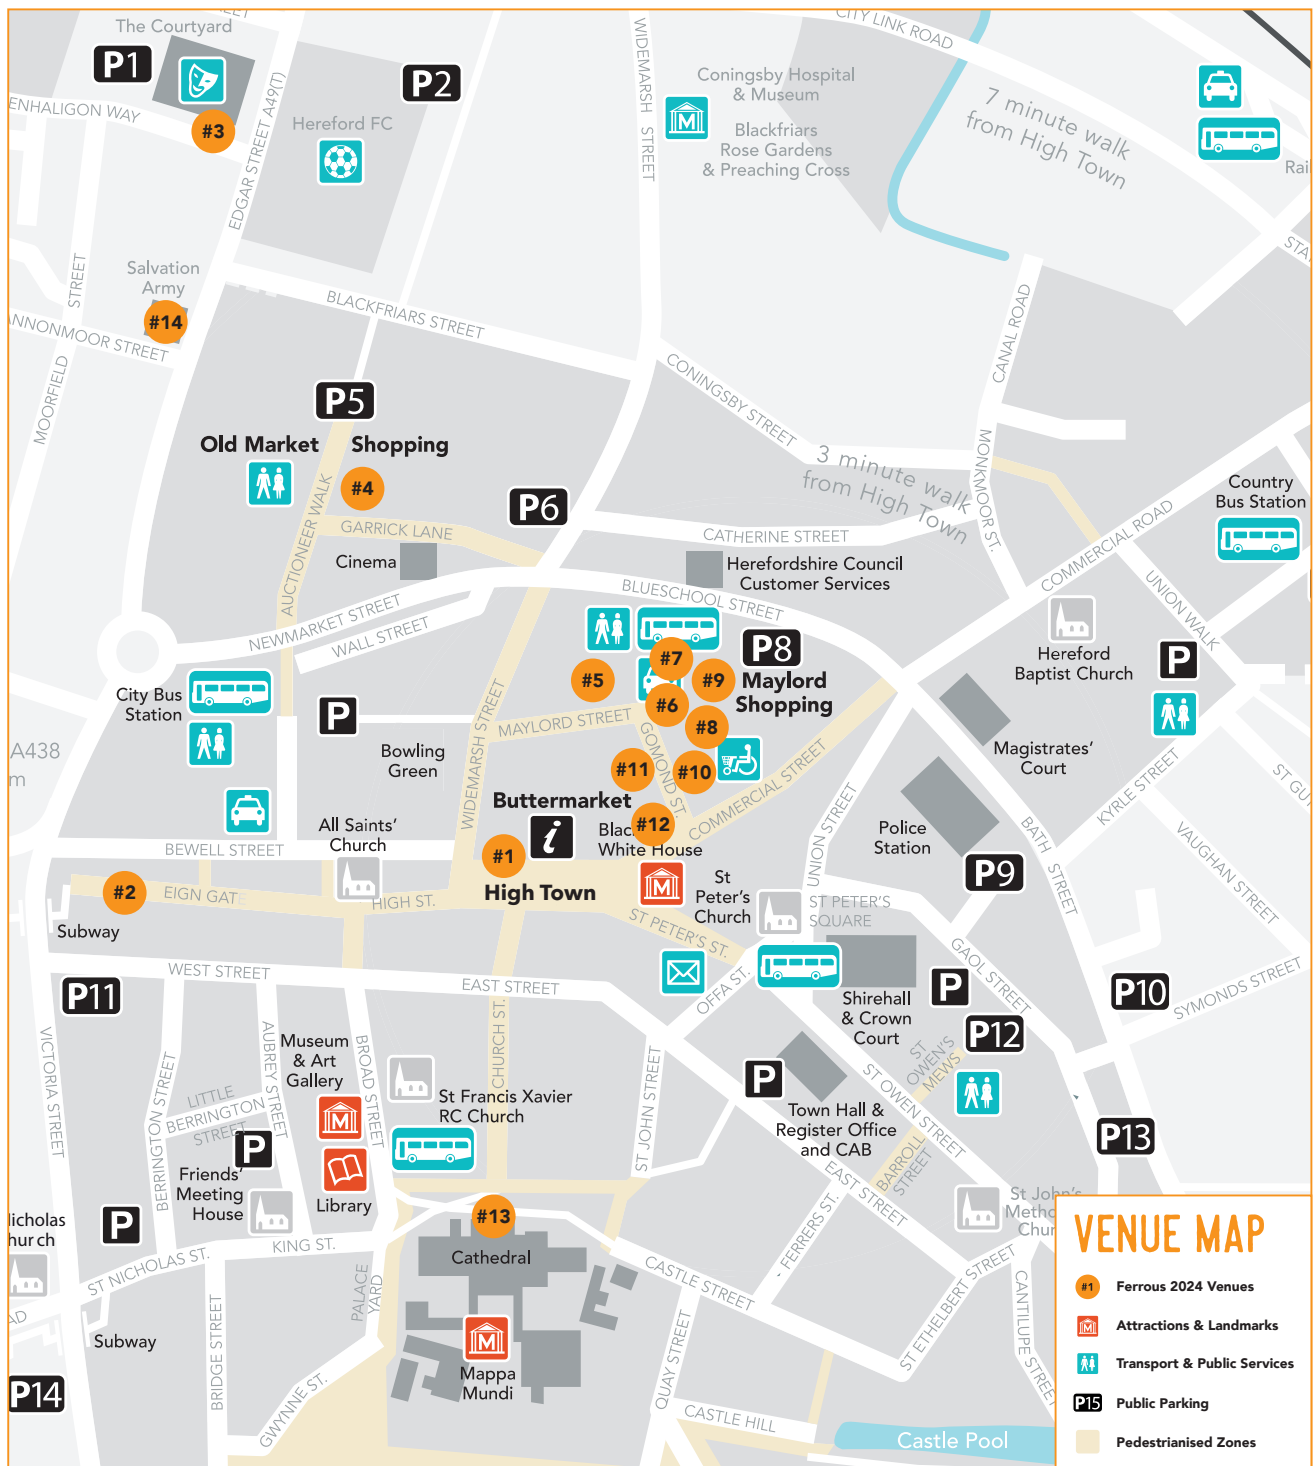 The Courtyard
P1
ENHALIGON WAY
#3
EDGAR STREET A49(T)
Hereford FC
P2
WIDEMARSH STREET
CITY LINK ROAD
Coningsby Hospital
& Museum
Blackfriars
Rose Gardens
& Preaching Cross
7 minute walk
from High Town
Rai
STA
STREET
Salvation
Army
#14
ANNONMOOR STREET
MOORFIELD
BLACKFRIARS STREET
CONINGSBY STREET
CANAL ROAD
P5
Old Market Shopping
#4
AUCTIONEER WALK
GARRICK LANE
Cinema
P6
3 minute walk
from High Town
MONKMOOR ST.
CATHERINE STREET
Herefordshire Council
Customer Services
BLUESCHOOL STREET
COMMERCIAL ROAD
Country
Bus Station
UNION WALK
Hereford
Baptist Church
P
NEWMARKET STREET
WALL STREET
City Bus
Station
P
Bowling
Green
WIDEMARSH STREET
MAYLORD STREET
#5
#7
#9
#6
#8
P8
Maylord
Shopping
GOMOND ST.
#11
#10
COMMERCIAL STREET
Magistrates'
Court
KYRLE STREET
ST GU
A438
m
Buttermarket
#12
Blac
White House
i
#1
High Town
All Saints'
Church
BEWELL STREET
#2
EIGN GATE
HIGH ST.
Subway
Police
Station
UNION STREET
P9
BATH STREET
VAUGHAN STREET
St
Peter's
Church
ST PETER'S
SQUARE
ST PETER'S ST.
OFFA ST.
GAOL STREET
WEST STREET
EAST STREET
P11
Shirehall
& Crown
Court
P
P12
P10
SYMONDS STREET
VICTORIA STREET
BERRINGTON STREET
AUBREY STREET
BROAD STREET
CHURCH ST.
ST JOHN STREET
Museum
& Art
Gallery
LITTLE
BERRINGTON
STREET
St Francis Xavier
RC Church
P
Town Hall &
Register Office
and CAB
ST
OWEN'S
MEWS
ST OWEN STREET
BARROLL
STREET
P13
P
Friends'
Meeting
House
Library
P
#13
Cathedral
EAST STREET
FERRERS ST.
St John's
Metho
Chur
icholas
hurch
ST NICHOLAS ST.
KING ST.
PALACE
YARD
CASTLE STREET
ST ETHELBERT STREET
CANTILUPE STREET
AD
Subway
P14
BRIDGE STREET
GWYNNE ST.
Mappa
Mundi
QUAY STREET
CASTLE HILL
Castle Pool
VENUE MAP
#1 Ferrous 2024 Venues
Attractions & Landmarks
Transport & Public Services
P15 Public Parking
Pedestrianised Zones